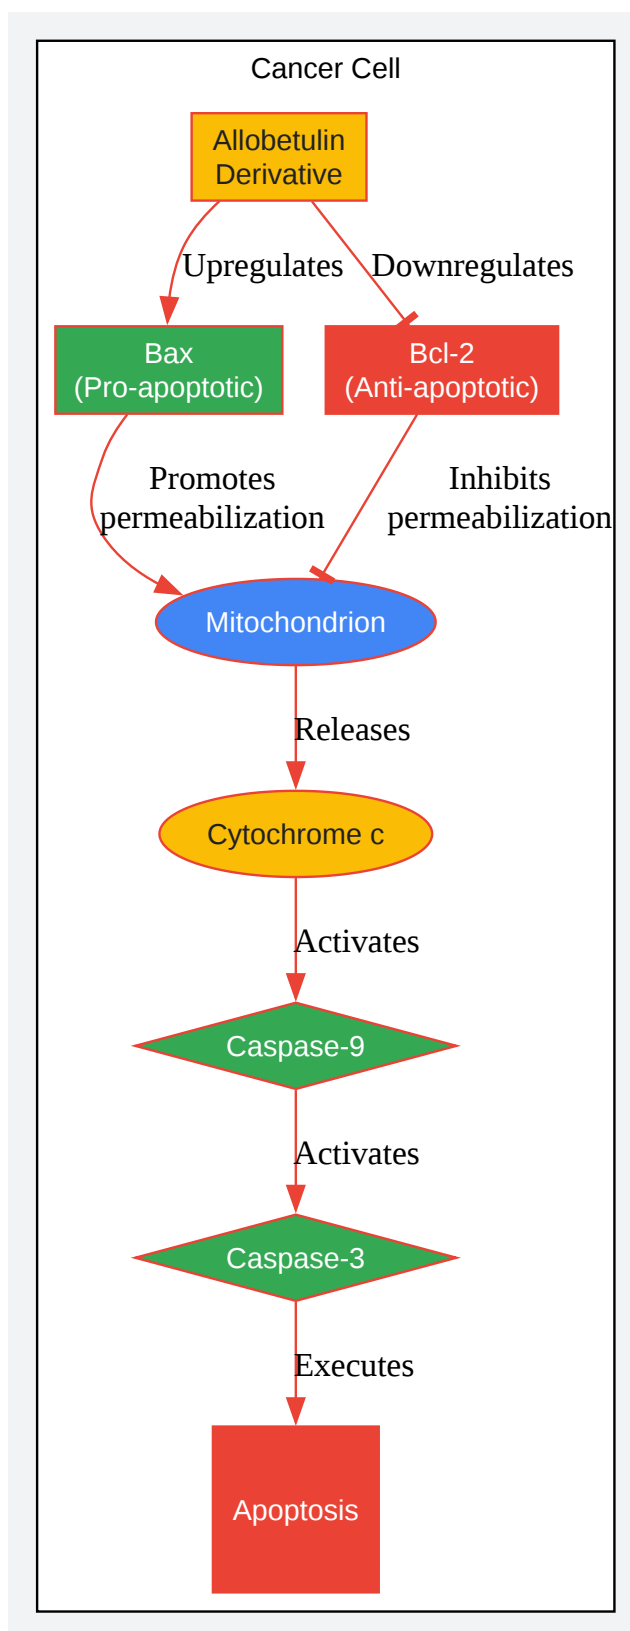 Cancer Cell
Allobetulin
Derivative
Upregulates
Downregulates
Bax
(Pro-apoptotic)
Bcl-2
(Anti-apoptotic)
Promotes
permeabilization
Inhibits
permeabilization
Mitochondrion
Releases
Cytochrome c
Activates
Caspase-9
Activates
Caspase-3
Executes
Apoptosis